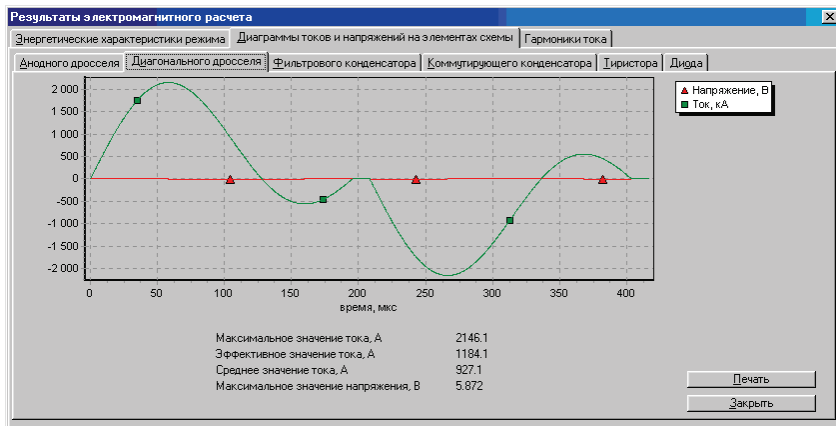 Результаты электромагнитного расчета
Энергетические характеристики режима Диаграммы токов и напряжений на элементах схемы Гармоники тока
Анодного дросселя Диагонального дросселя Фильтрового конденсатора Коммутирующего конденсатора Тиристора Диода
2 000
1 500
1 000
500
0
-500
-1 000
-1 500
-2 000
0 50 100 150 200 250 300 350 400
время, мкс
Напряжение, В
Ток, кА
Максимальное значение тока, А 2146.1
Эффективное значение тока, А 1184.1
Среднее значение тока, А 927.1
Максимальное значение напряжения, В 5.872
Печать
Закрыть